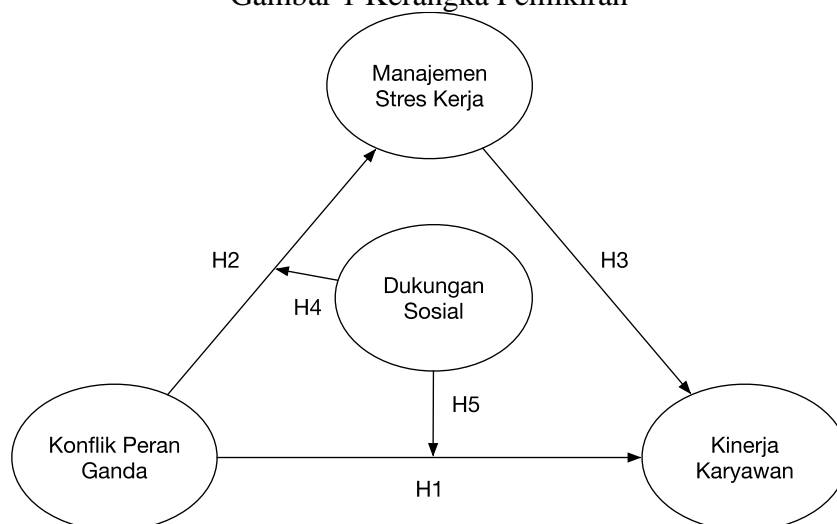 Gambar 1 Kerangka Pemikiran
Manajemen
Stres Kerja
H2
H3
Dukungan
Sosial
H4
H5
Konflik Peran
Ganda
Kinerja
Karyawan
H1